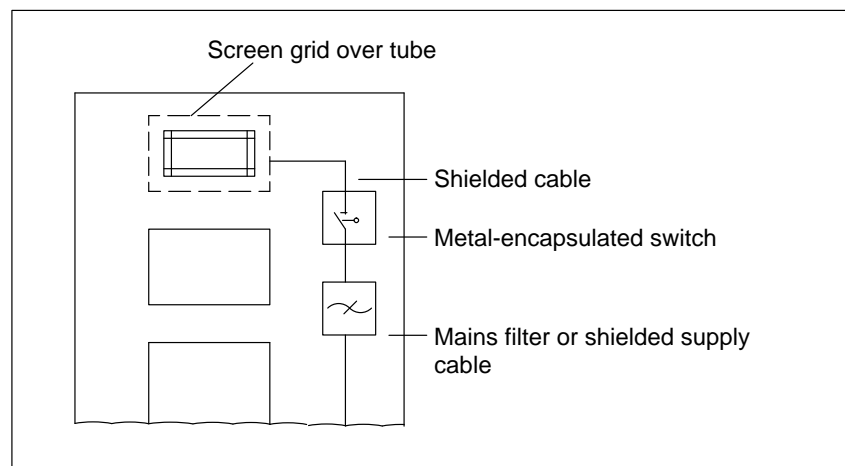 Screen grid over tube
Shielded cable
Metal-encapsulated switch
Mains filter or shielded supply
cable